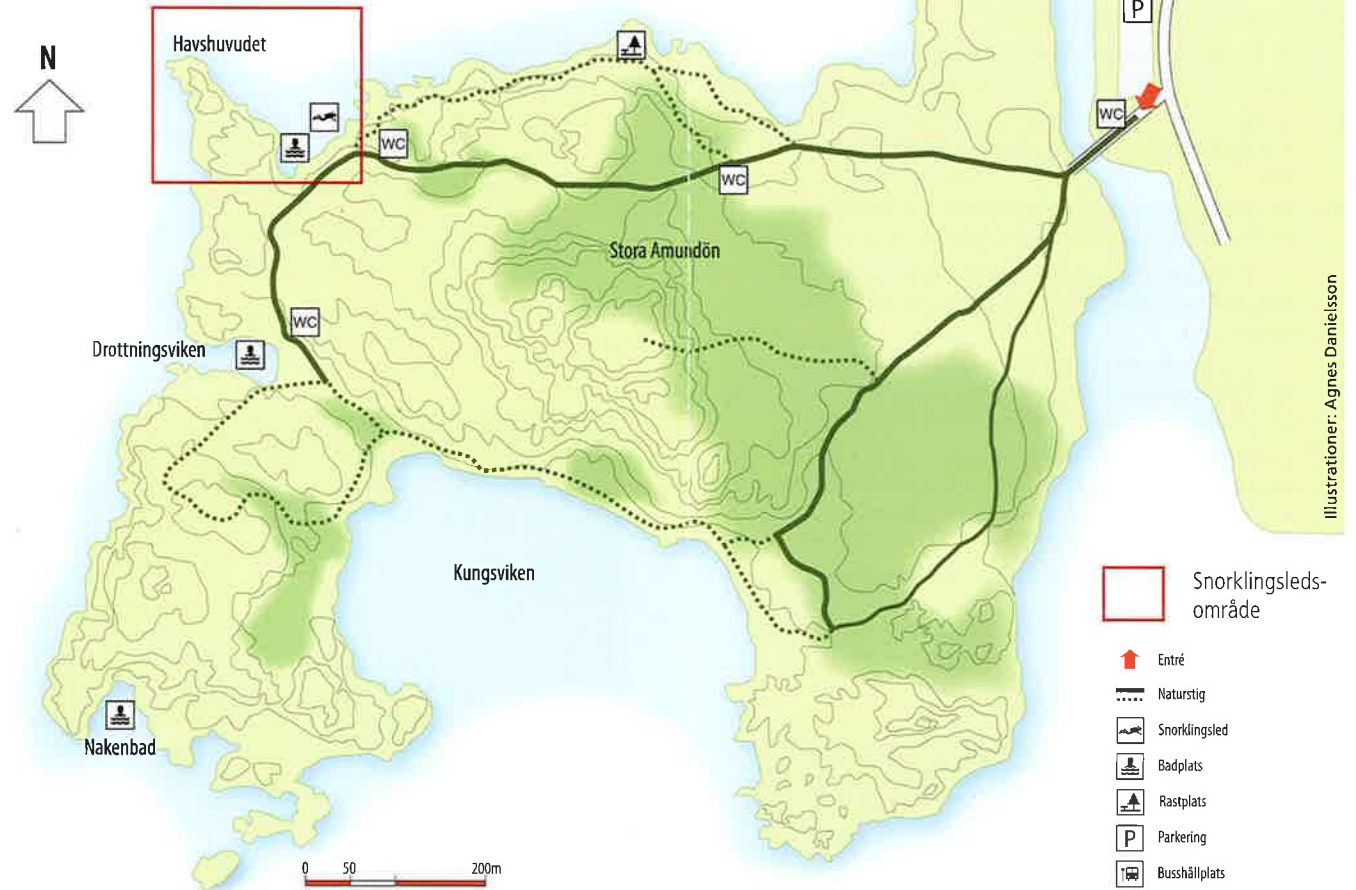 P
Havshuvudet
N
WC
WC
WC
Stora Amundön
WC
Drottningsviken
Kungsviken
Nakenbad
0 50 200m
Illustrationer: Agnes Danielsson
Snorklingsleds-
område
Entré
Naturstig
Snorklingsled
Badplats
Rastplats
P Parkering
Busshållplats